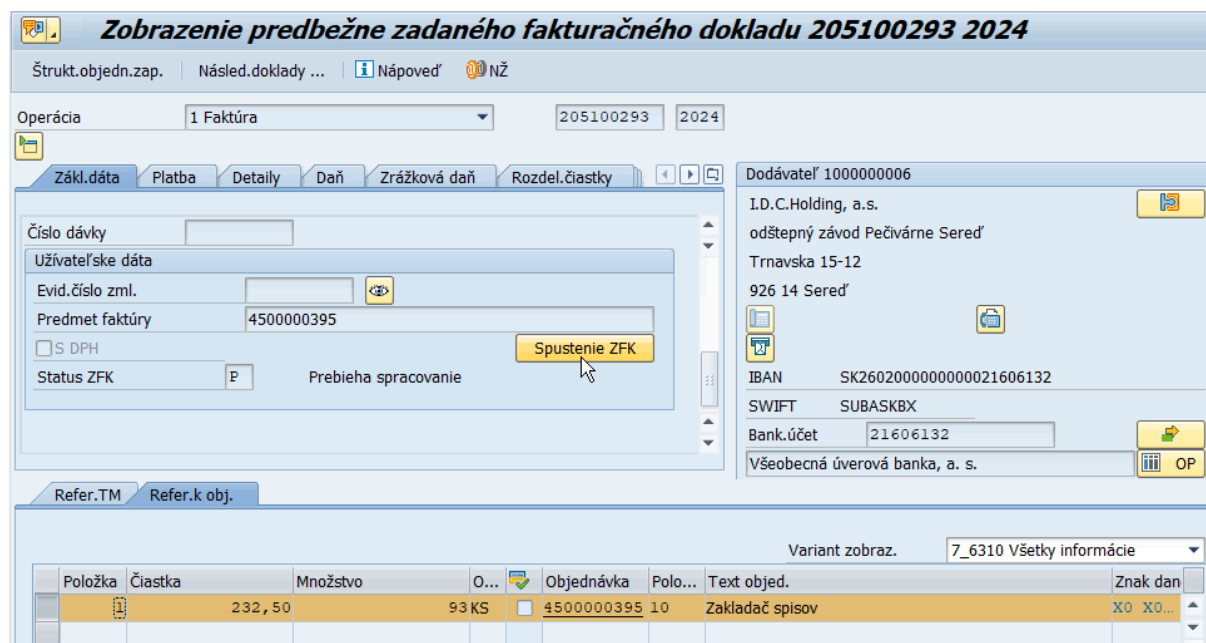 Zobrazenie predbežne zadaného fakturačného dokladu 205100293 2024
Štrukt.objedn.zap. Násled.doklady ... Nápoveď NŽ
Operácia 1 Faktúra 205100293 2024
Zákl.dáta Platba Detaily Daň Zrážková daň Rozdel.čiastky
Číslo dávky
Užívateľske dáta
Evid.číslo zml.
Predmet faktúry 4500000395
S DPH Spustenie ZFK
Status ZFK P Prebieha spracovanie
Dodávateľ 1000000006
I.D.C.Holding, a.s.
odštepný závod Pečivárne Sereď
Trnavska 15-12
926 14 Sereď
IBAN SK2602000000000021606132
SWIFT SUBASKBX
Bank.účet 21606132
Všeobecná úverová banka, a. s. OP
Refer.TM Refer.k obj.
Variant zobraz. 7_6310 Všetky informácie
Položka Čiastka Množstvo O... Objednávka Polo... Text objed. Znak dan
1 232,50 93 KS 4500000395 10 Zakladač spisov X0 X0...